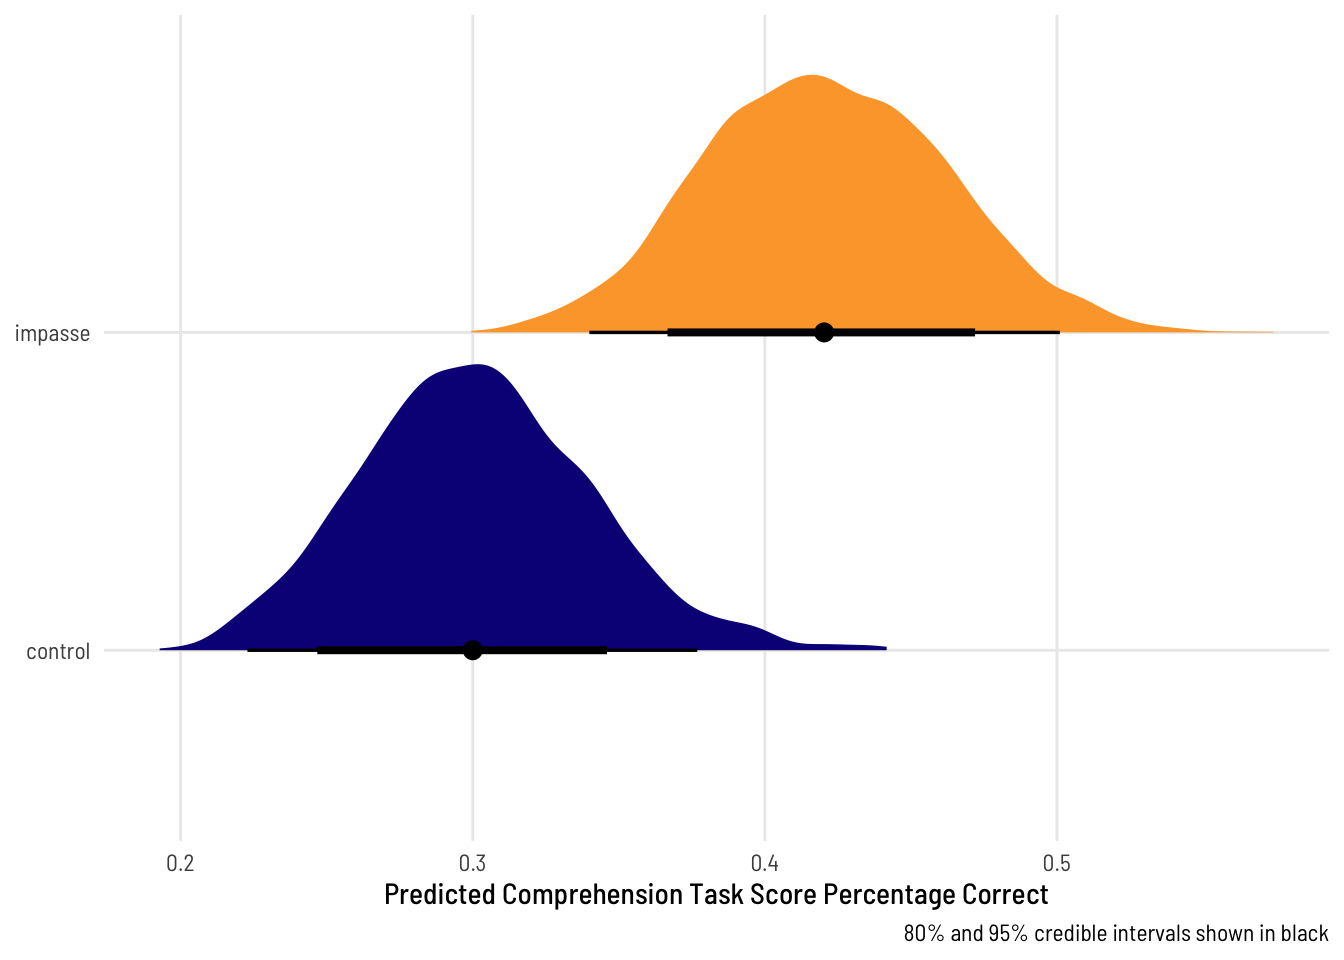 impasse
control
0.2 0.3 0.4 0.5
Predicted Comprehension Task Score Percentage Correct
80% and 95% credible intervals shown in black